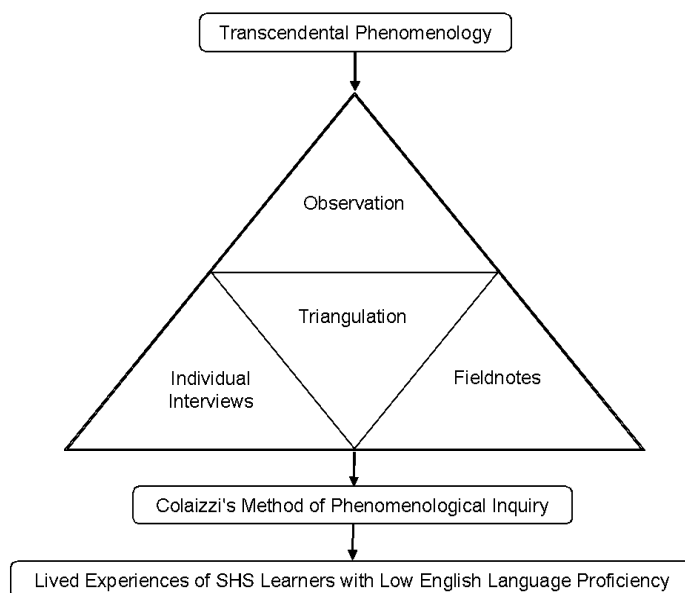 Transcendental Phenomenology
Observation
Triangulation
Individual
Interviews
Fieldnotes
Colaizzi's Method of Phenomenological Inquiry
Lived Experiences of SHS Learners with Low English Language Proficiency